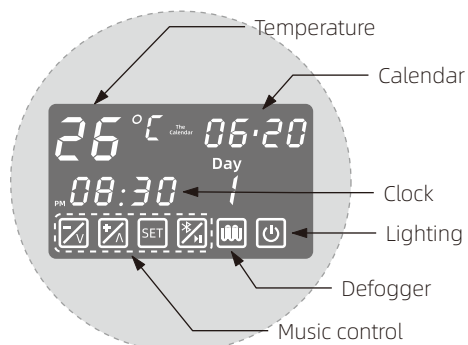 Temperature
Calendar
26 °C The Calendar 06·20
Day
PM 08:30 1
Clock
- V + Λ SET
Lighting
Defogger
Music control